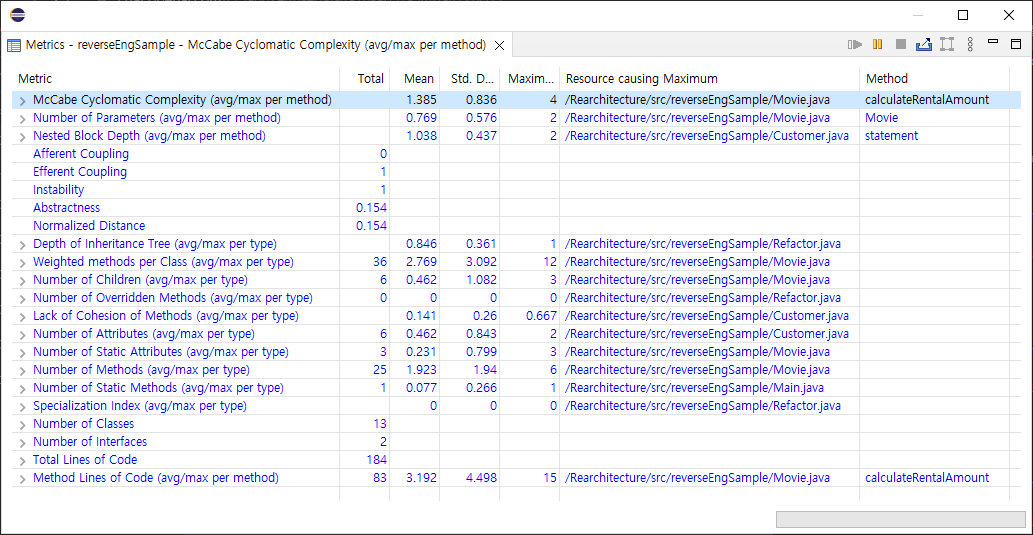 Metrics - reverseEngSample - McCabe Cyclomatic Complexity (avg/max per method)
Metric Total Mean Std. D... Maxim... Resource causing Maximum Method
McCabe Cyclomatic Complexity (avg/max per method) 1.385 0.836 4 /Rearchitecture/src/reverseEngSample/Movie.java calculateRentalAmount
Number of Parameters (avg/max per method) 0.769 0.576 2 /Rearchitecture/src/reverseEngSample/Movie.java Movie
Nested Block Depth (avg/max per method) 1.038 0.437 2 /Rearchitecture/src/reverseEngSample/Customer.java statement
Afferent Coupling 0
Efferent Coupling 1
Instability 1
Abstractness 0.154
Normalized Distance 0.154
Depth of Inheritance Tree (avg/max per type) 0.846 0.361 1 /Rearchitecture/src/reverseEngSample/Refactor.java
Weighted methods per Class (avg/max per type) 36 2.769 3.092 12 /Rearchitecture/src/reverseEngSample/Movie.java
Number of Children (avg/max per type) 6 0.462 1.082 3 /Rearchitecture/src/reverseEngSample/Movie.java
Number of Overridden Methods (avg/max per type) 0 0 0 0 /Rearchitecture/src/reverseEngSample/Refactor.java
Lack of Cohesion of Methods (avg/max per type) 0.141 0.26 0.667 /Rearchitecture/src/reverseEngSample/Customer.java
Number of Attributes (avg/max per type) 6 0.462 0.843 2 /Rearchitecture/src/reverseEngSample/Customer.java
Number of Static Attributes (avg/max per type) 3 0.231 0.799 3 /Rearchitecture/src/reverseEngSample/Movie.java
Number of Methods (avg/max per type) 25 1.923 1.94 6 /Rearchitecture/src/reverseEngSample/Movie.java
Number of Static Methods (avg/max per type) 1 0.077 0.266 1 /Rearchitecture/src/reverseEngSample/Main.java
Specialization Index (avg/max per type) 0 0 0 /Rearchitecture/src/reverseEngSample/Refactor.java
Number of Classes 13
Number of Interfaces 2
Total Lines of Code 184
Method Lines of Code (avg/max per method) 83 3.192 4.498 15 /Rearchitecture/src/reverseEngSample/Movie.java calculateRentalAmount